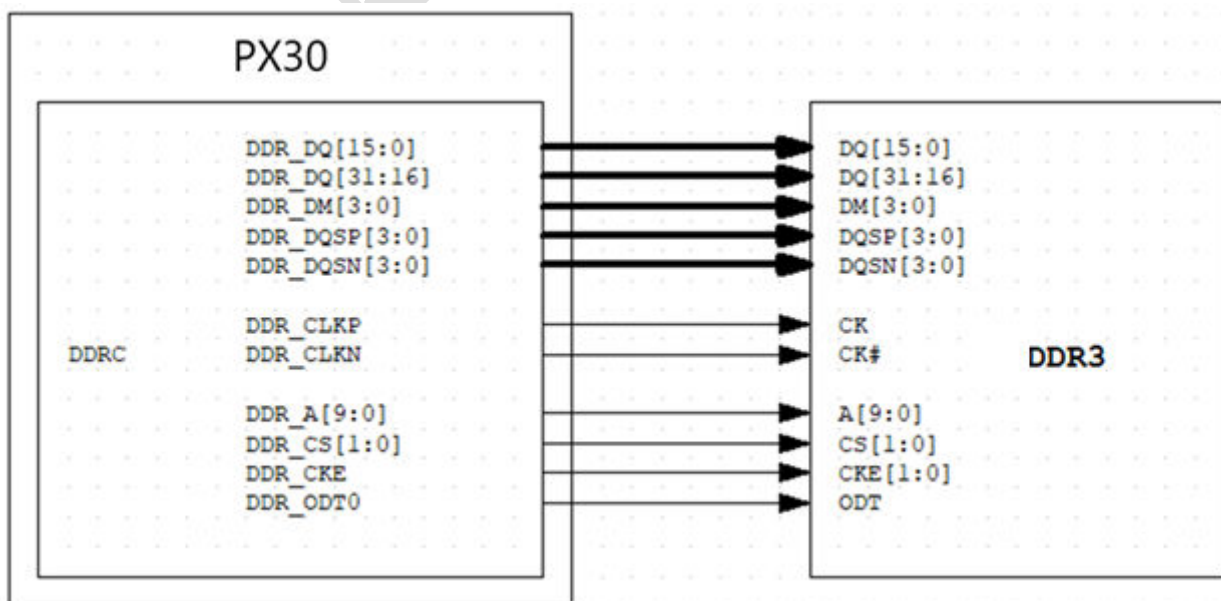 PX30
DDR_DQ[15:0]
DDR_DQ[31:16]
DDR_DM[3:0]
DDR_DQSP[3:0]
DDR_DQSN[3:0]
DDR_CLKP
DDRC
DDR_CLKN
DDR_A[9:0]
DDR_CS[1:0]
DDR_CKE
DDR_ODT0
DQ[15:0]
DQ[31:16]
DM[3:0]
DQSP[3:0]
DQSN[3:0]
CK
CK#
DDR3
A[9:0]
CS[1:0]
CKE[1:0]
ODT